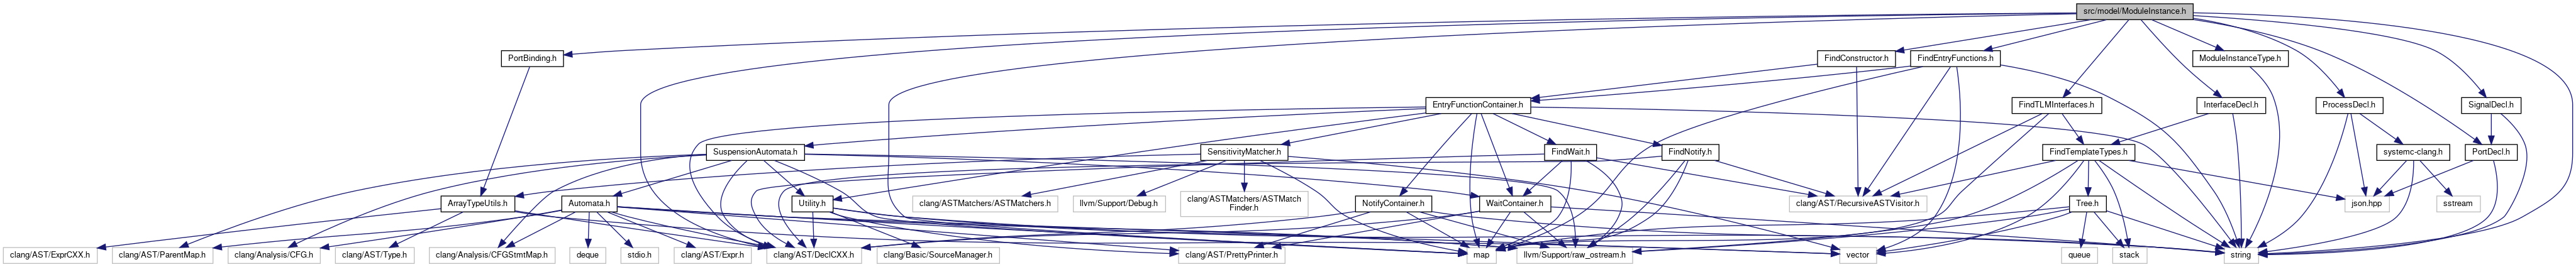 src/model/ModuleInstance.h
PortBinding.h
FindConstructor.h
FindEntryFunctions.h
ModuleInstanceType.h
EntryFunctionContainer.h
FindTLMInterfaces.h
InterfaceDecl.h
ProcessDecl.h
SignalDecl.h
SuspensionAutomata.h
SensitivityMatcher.h
FindWait.h
FindNotify.h
FindTemplateTypes.h
systemc-clang.h
PortDecl.h
ArrayTypeUtils.h
Automata.h
Utility.h
clang/ASTMatchers/ASTMatchers.h
llvm/Support/Debug.h
clang/ASTMatchers/ASTMatch
Finder.h
NotifyContainer.h
WaitContainer.h
clang/AST/RecursiveASTVisitor.h
Tree.h
json.hpp
sstream
clang/AST/ExprCXX.h
clang/AST/ParentMap.h
clang/Analysis/CFG.h
clang/AST/Type.h
clang/Analysis/CFGStmtMap.h
deque
stdio.h
clang/AST/Expr.h
clang/AST/DeclCXX.h
clang/Basic/SourceManager.h
clang/AST/PrettyPrinter.h
map
llvm/Support/raw_ostream.h
vector
queue
stack
string